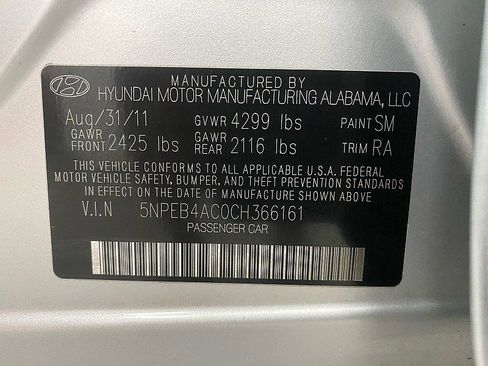 MANUFACTURED BY
HYUNDAI MOTOR MANUFACTURING ALABAMA, LLC
Aug/31/11 GVWR 4299 lbs PAINT SM
GAWR FRONT 2425 lbs GAWR REAR 2116 lbs TRIM RA
THIS VEHICLE CONFORMS TO ALL APPLICABLE U.S.A. FEDERAL
MOTOR VEHICLE SAFETY, BUMPER, AND THEFT PREVENTION STANDARDS
IN EFFECT ON THE DATE OF MANUFACTURE SHOWN ABOVE
V.I.N 5NPEB4AC0CH366161
PASSENGER CAR